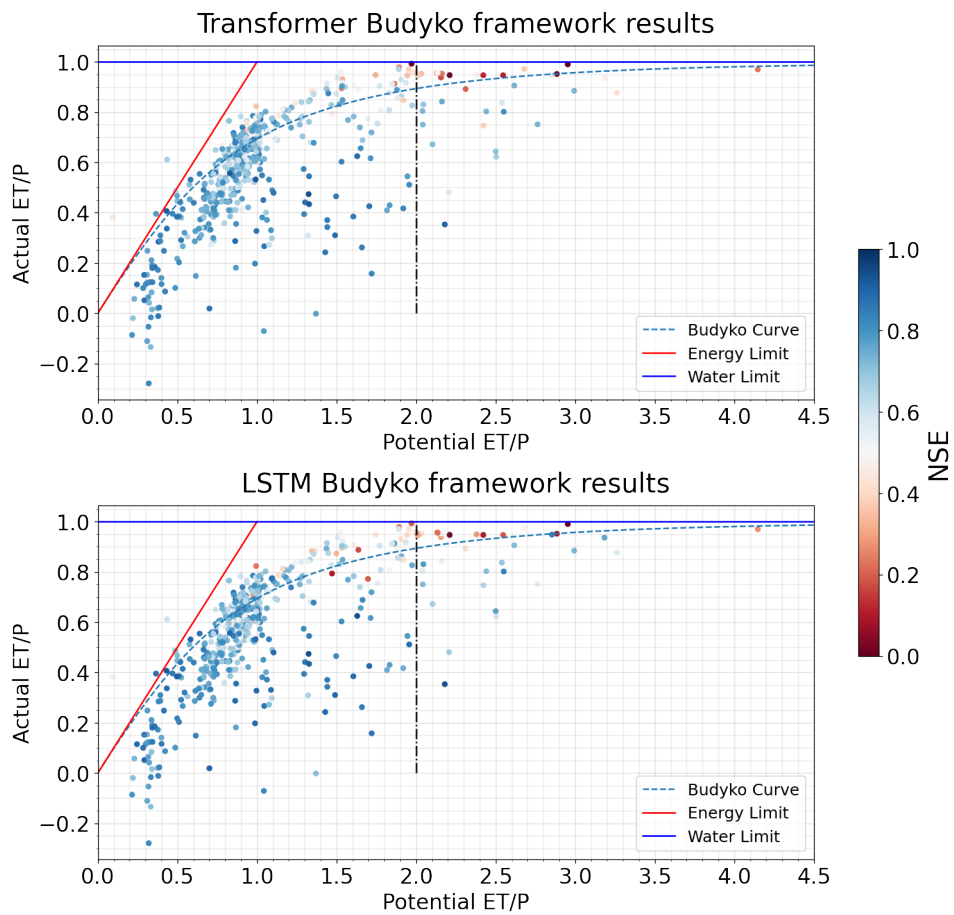 Transformer Budyko framework results
1.0
0.8
0.6
0.4
0.2
0.0
−0.2
Actual ET/P
0.0 0.5 1.0 1.5 2.0 2.5 3.0 3.5 4.0 4.5
Potential ET/P
Budyko Curve
Energy Limit
Water Limit
LSTM Budyko framework results
1.0
0.8
0.6
0.4
0.2
0.0
−0.2
Actual ET/P
0.0 0.5 1.0 1.5 2.0 2.5 3.0 3.5 4.0 4.5
Potential ET/P
Budyko Curve
Energy Limit
Water Limit
1.0
0.8
0.6
0.4
0.2
0.0
NSE